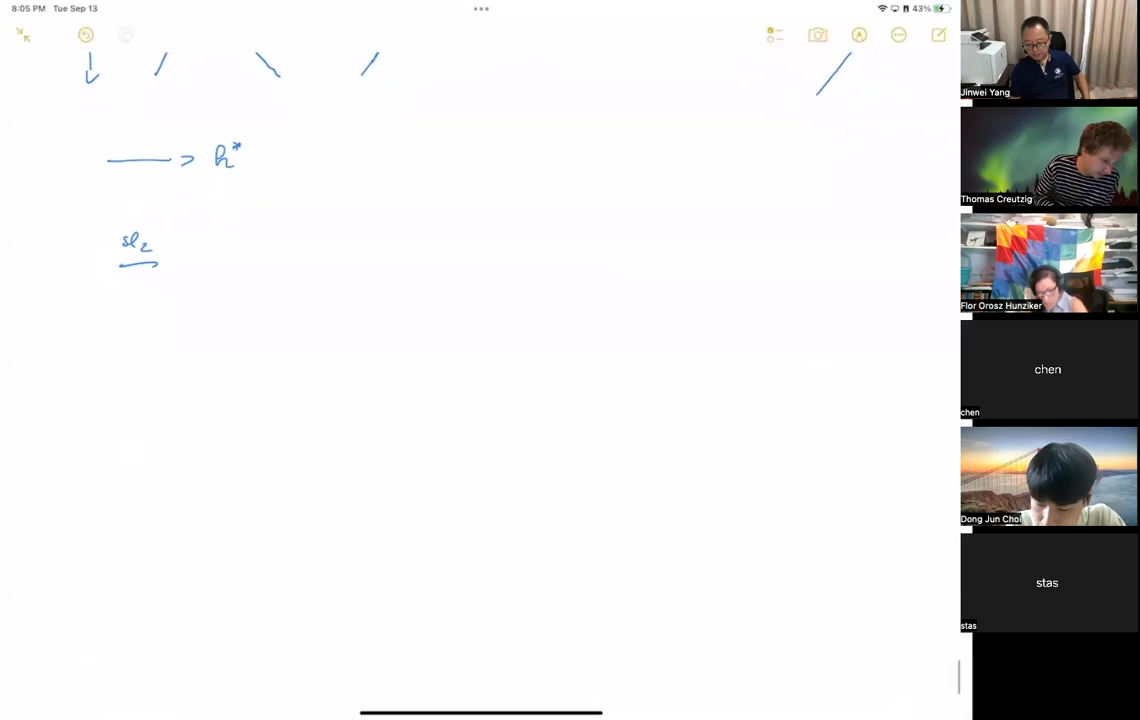 8:05 PM Tue Sep 13
43%
h*
sl₂
Jinwei Yang
Thomas Creutzig
Flor Orosz Hunziker
chen
chen
Dong Jun Choi
stas
stas